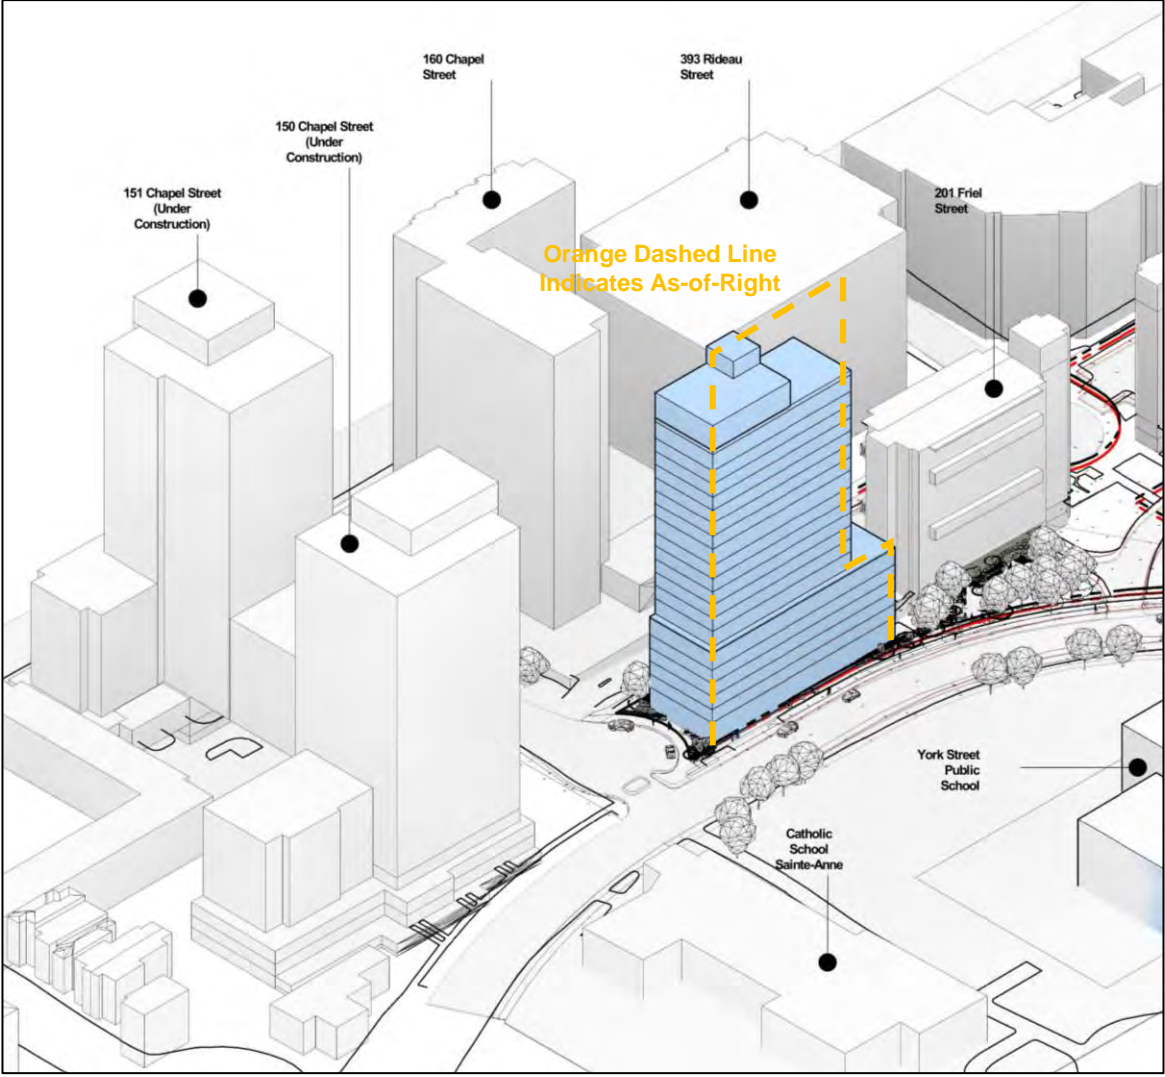 160 Chapel
Street
393 Rideau
Street
150 Chapel Street
(Under
Construction)
151 Chapel Street
(Under
Construction)
201 Friel
Street
Orange Dashed Line
Indicates As-of-Right
York Street
Public
School
Catholic
School
Sainte-Anne